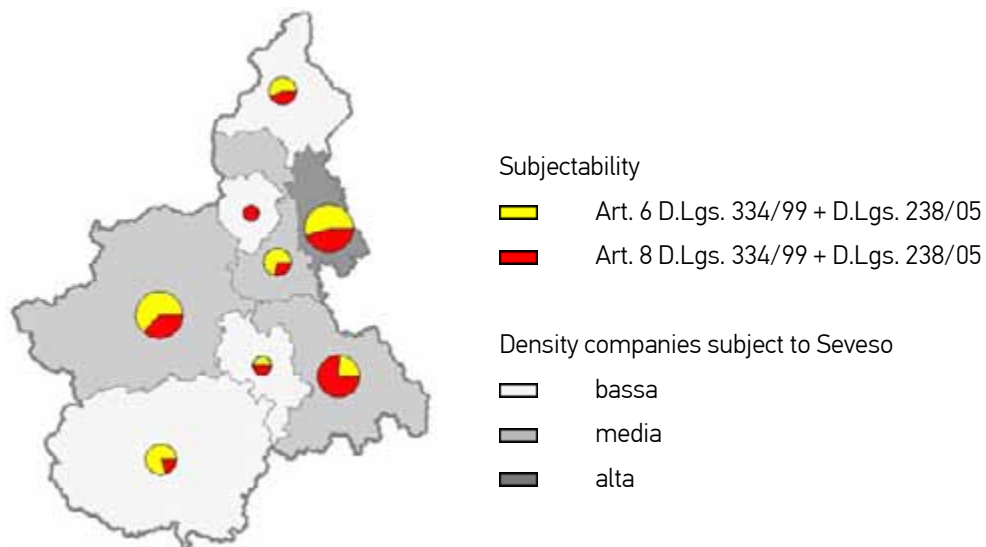 Subjectability
Art. 6 D.Lgs. 334/99 + D.Lgs. 238/05
Art. 8 D.Lgs. 334/99 + D.Lgs. 238/05
Density companies subject to Seveso
bassa
media
alta